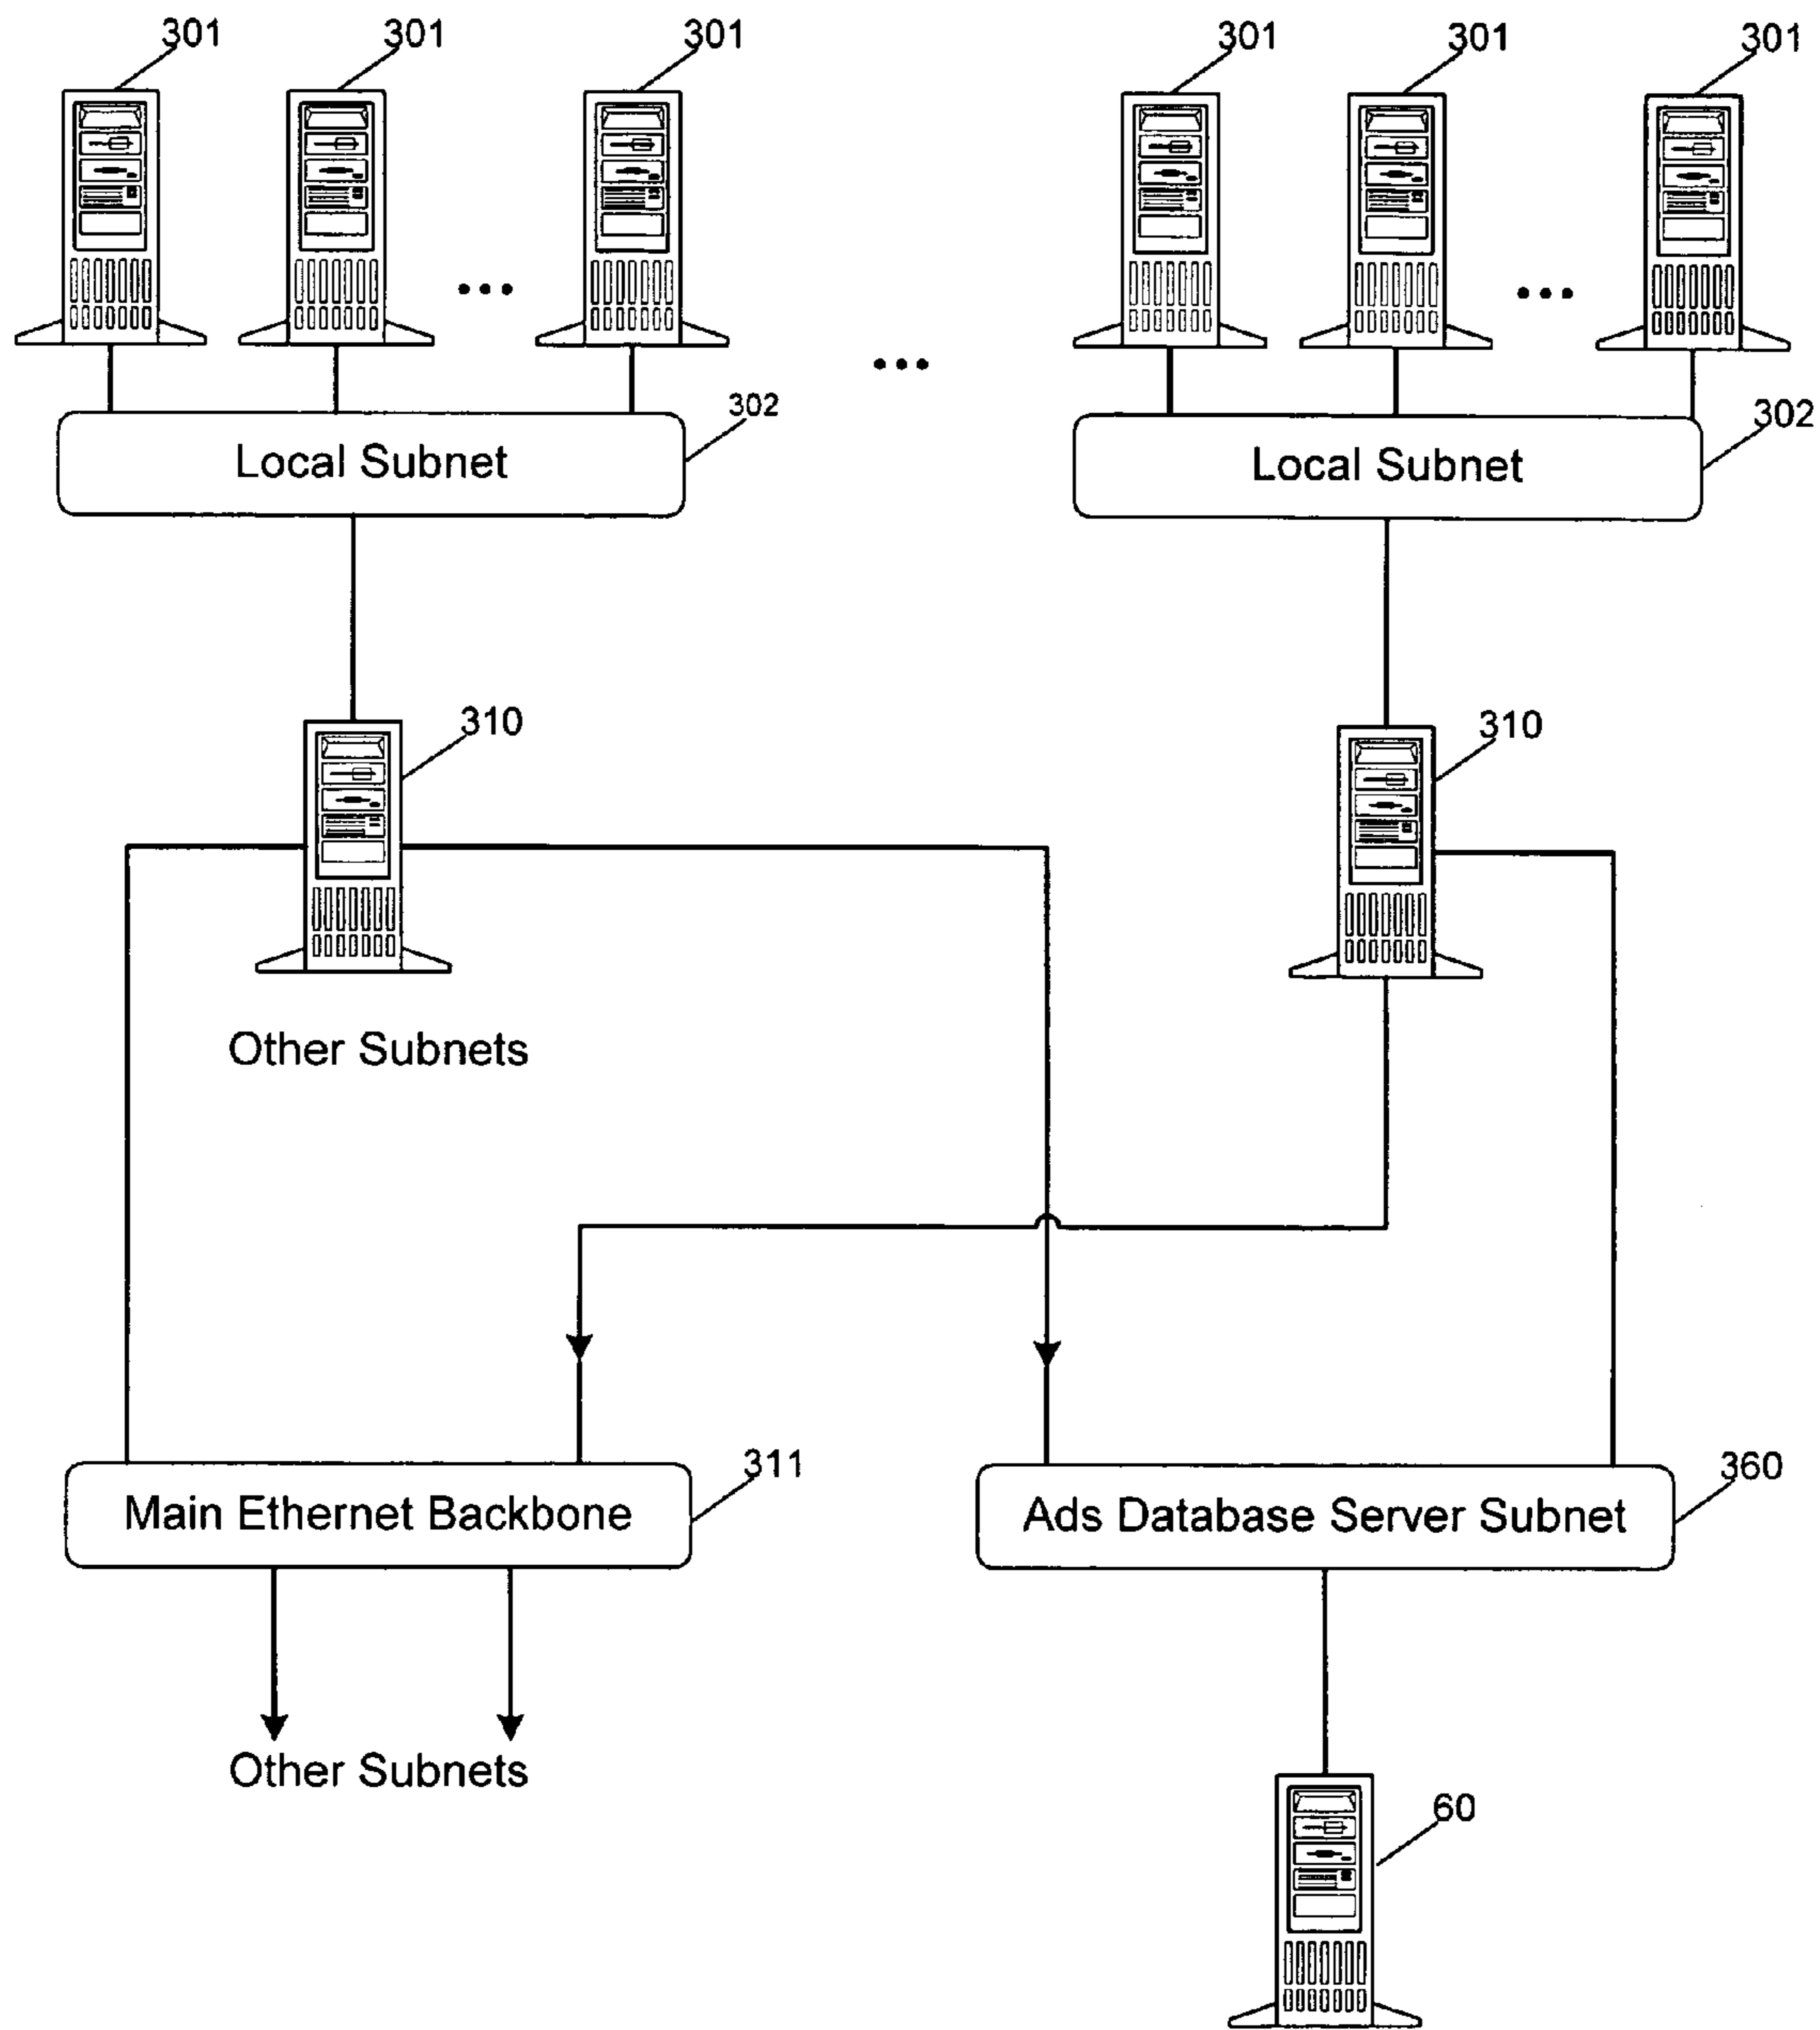 301 301 301 301 301 301
302
302
Local Subnet Local Subnet
310 310
Other Subnets
311 360
Main Ethernet Backbone Ads Database Server Subnet
Other Subnets
60